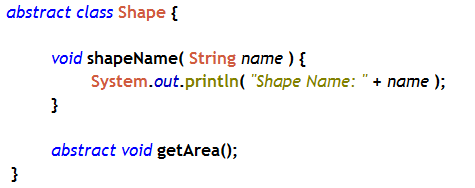 abstract class Shape {
void shapeName( String name ) {
System.out.println( "Shape Name: " + name );
}
abstract void getArea();
}